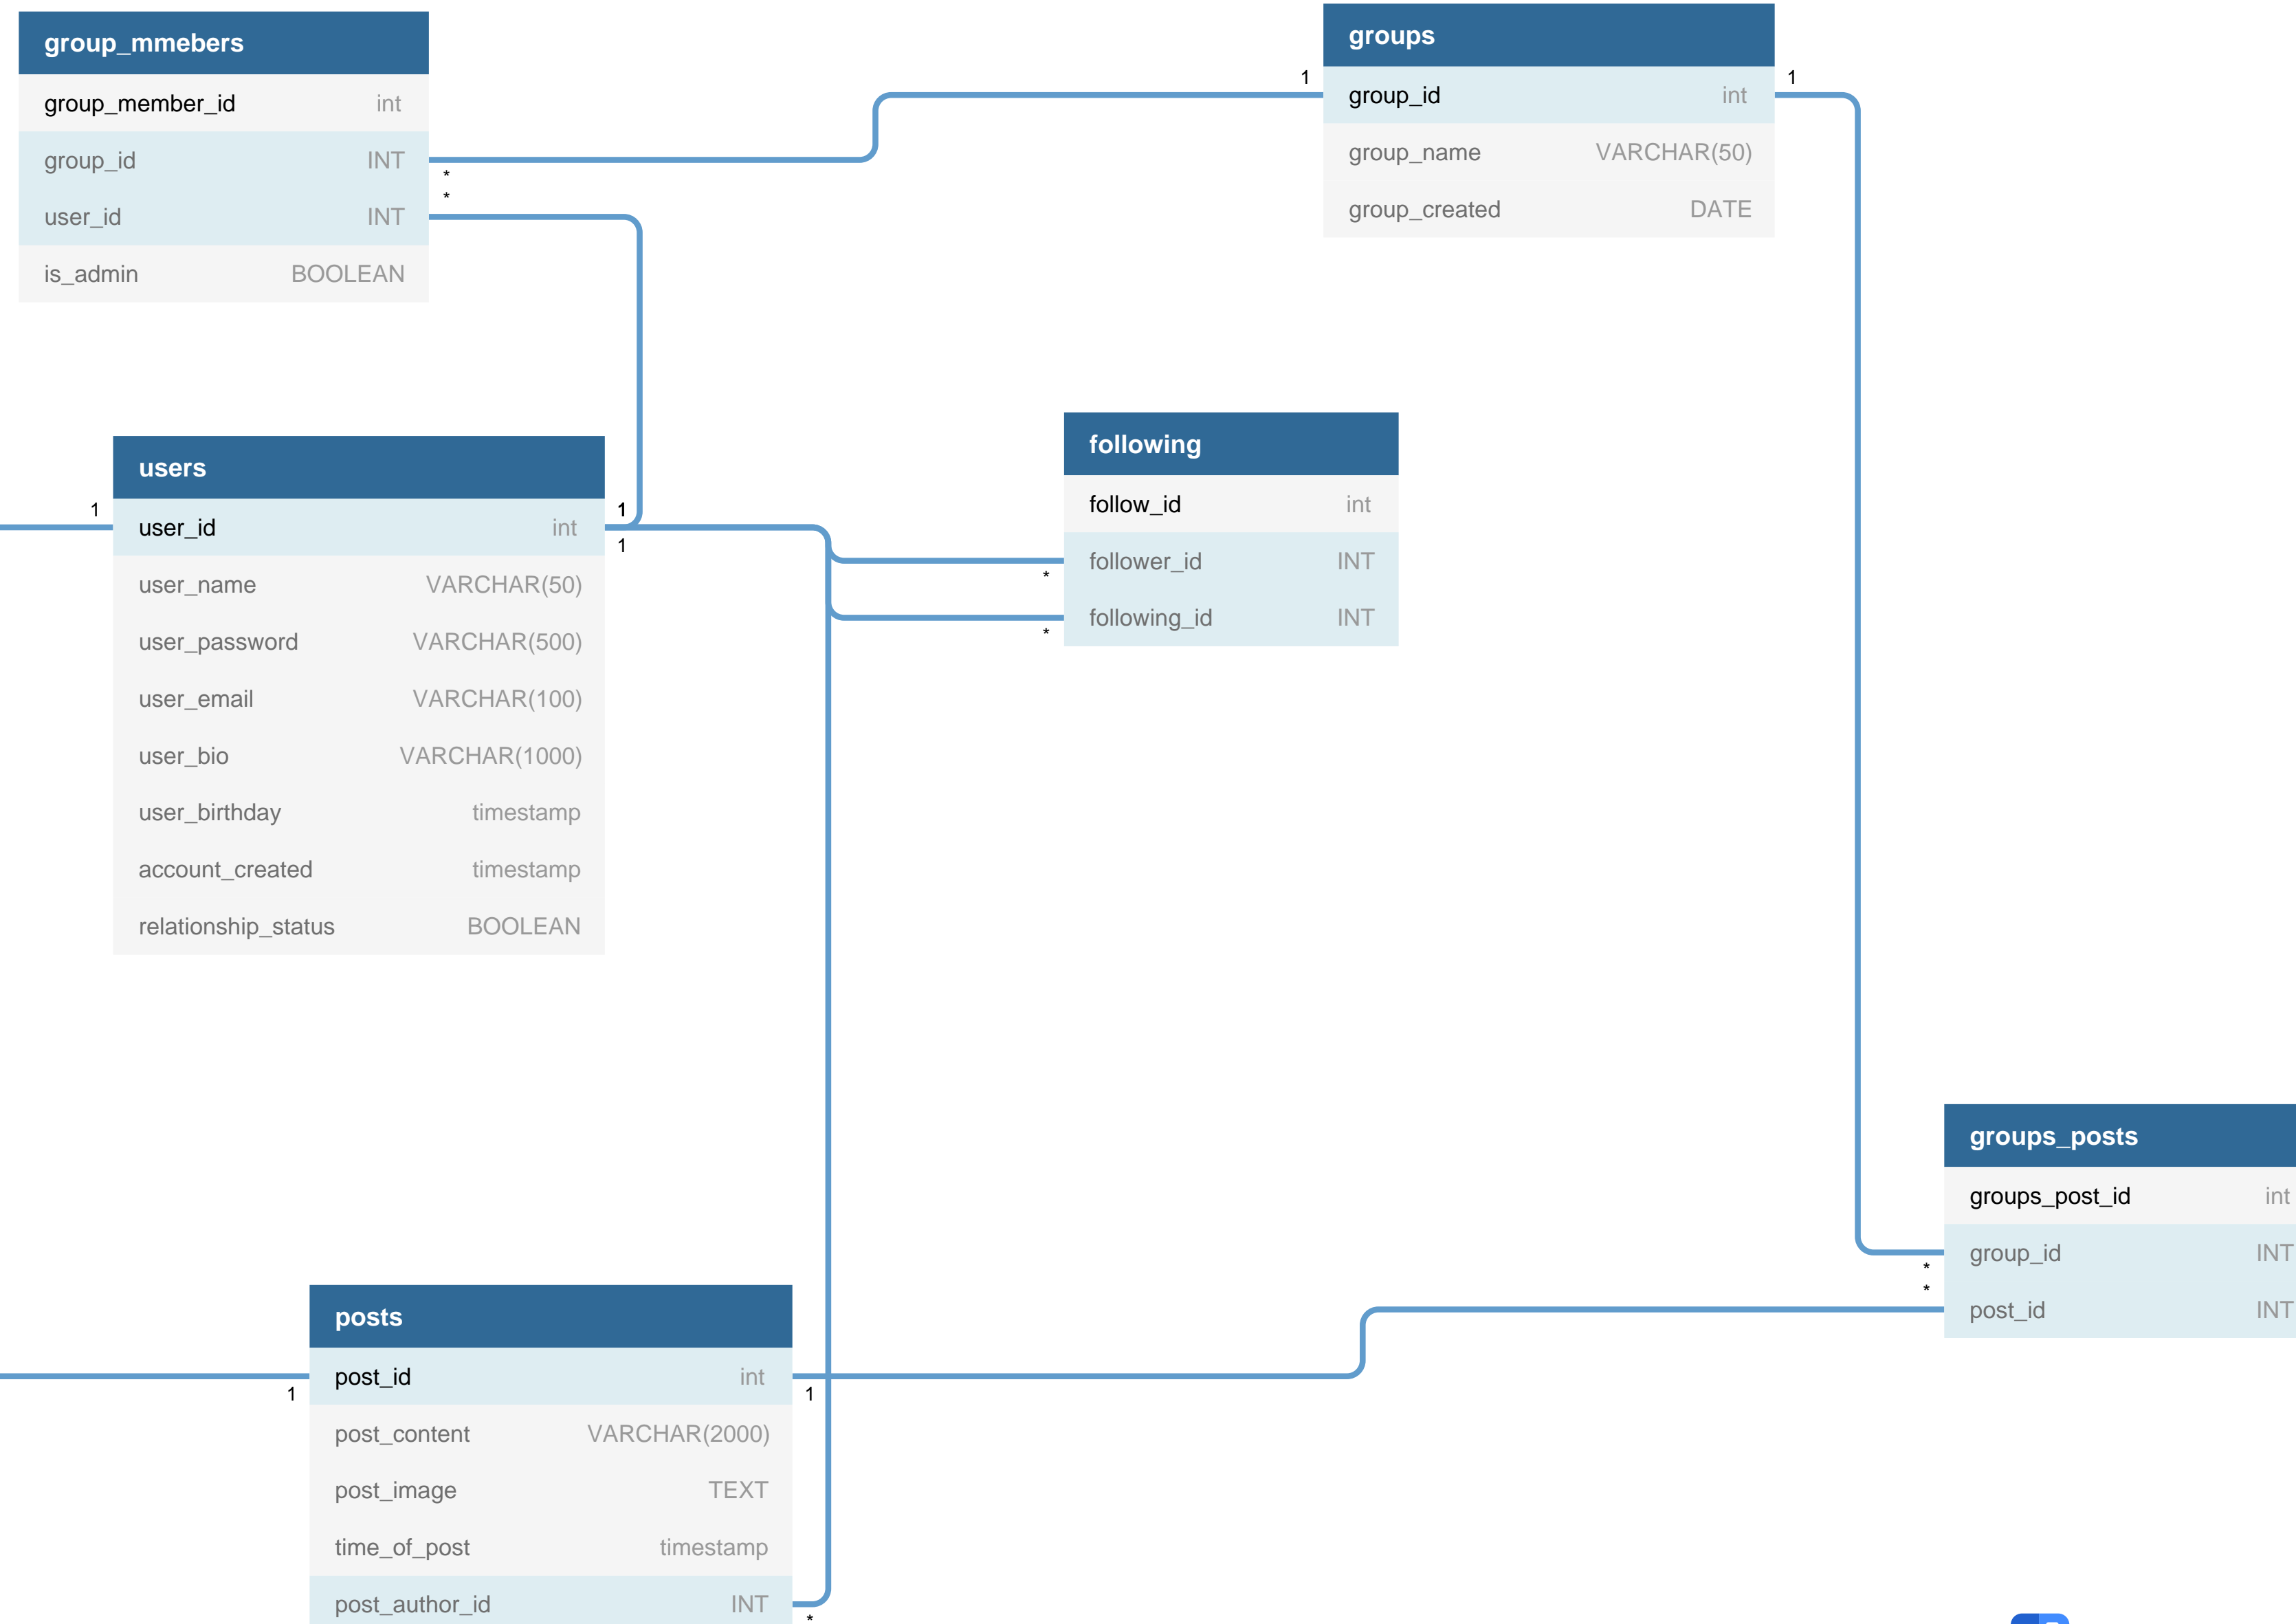 group_mmebers
group_member_id int
group_id INT
*
*
user_id INT
is_admin BOOLEAN
groups
1
1
group_id int
group_name VARCHAR(50)
group_created DATE
users
1
1
user_id int
1
user_name VARCHAR(50)
user_password VARCHAR(500)
user_email VARCHAR(100)
user_bio VARCHAR(1000)
user_birthday timestamp
account_created timestamp
relationship_status BOOLEAN
following
follow_id int
follower_id INT
*
following_id INT
*
groups_posts
groups_post_id int
group_id INT
*
*
post_id INT
posts
post_id int
1
1
post_content VARCHAR(2000)
post_image TEXT
time_of_post timestamp
post_author_id INT
*